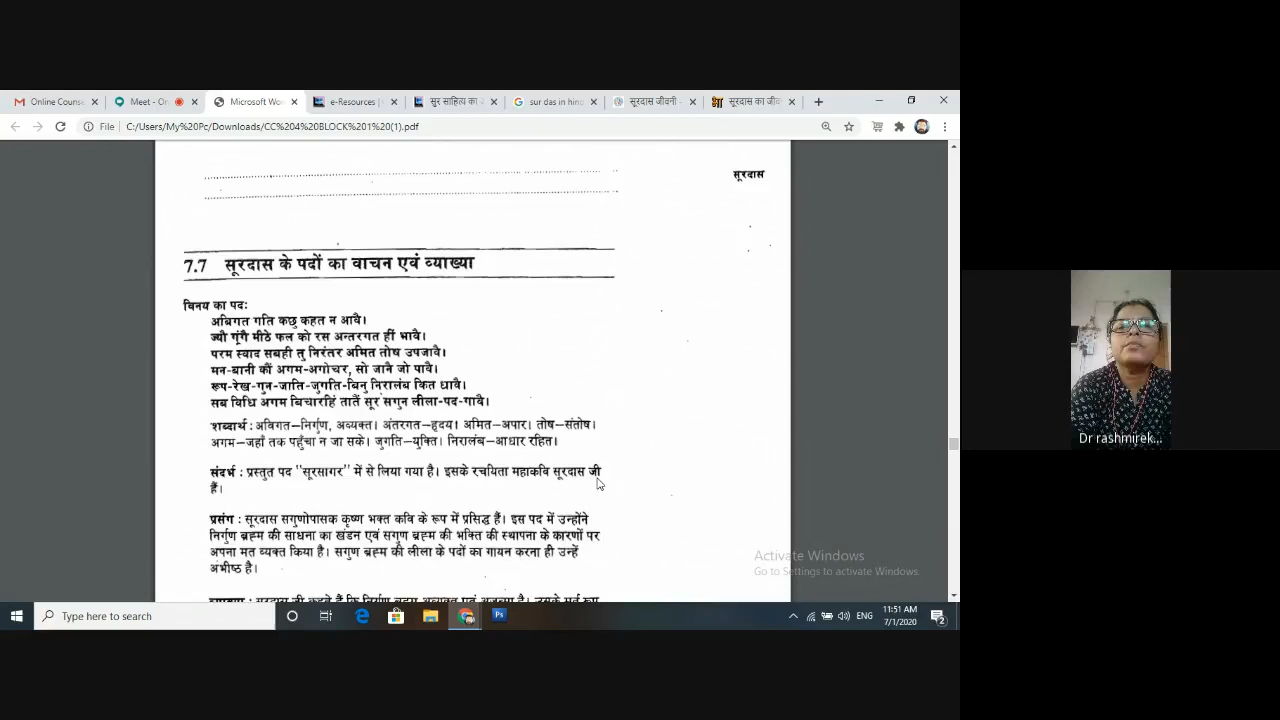 Online Couns
Meet - On
Microsoft Wo
e-Resources |
सुर साहित्य का
sur das in hind
सूरदास जीवनी -
सूरदास का जीव
File
C:/Users/My%20Pc/Downloads/CC%204%20BLOCK%201%20(1).pdf
सूरदास
7.7 सूरदास के पदों का वाचन एवं व्याख्या
विनय का पदः
अबिगत गति कछु कहत न आवै।
ज्यौ गूंगै मीठे फल को रस अन्तरगत हीं भावै।
परम स्वाद सबही तु निरंतर अमित तोष उपजावै।
मन-बानी कौं अगम-अगोचर, सो जानै जो पावै।
रूप-रेख-गुन-जाति-जुगति-बिनु निरालंब कित धावै।
सब विधि अगम बिचारहिं तातैं सूर सगुन लीला-पद-गावै।
शब्दार्थ : अविगत–निर्गुण, अव्यक्त। अंतरगत–हृदय। अमित–अपार। तोष–संतोष।
अगम–जहाँ तक पहुँचा न जा सके। जुगति–युक्ति। निरालंब–आधार रहित।
संदर्भ : प्रस्तुत पद "सूरसागर" में से लिया गया है। इसके रचयिता महाकवि सूरदास जी
हैं।
प्रसंग : सूरदास सगुणोपासक कृष्ण भक्त कवि के रूप में प्रसिद्ध हैं। इस पद में उन्होंने
निर्गुण ब्रह्म की साधना का खंडन एवं सगुण ब्रह्म की भक्ति की स्थापना के कारणों पर
अपना मत व्यक्त किया है। सगुण ब्रह्म की लीला के पदों का गायन करना ही उन्हें
अभीष्ठ है।
Activate Windows
Go to Settings to activate Windows.
Dr rashmirek...
Type here to search
Ps
ENG
11:51 AM
7/1/2020
2